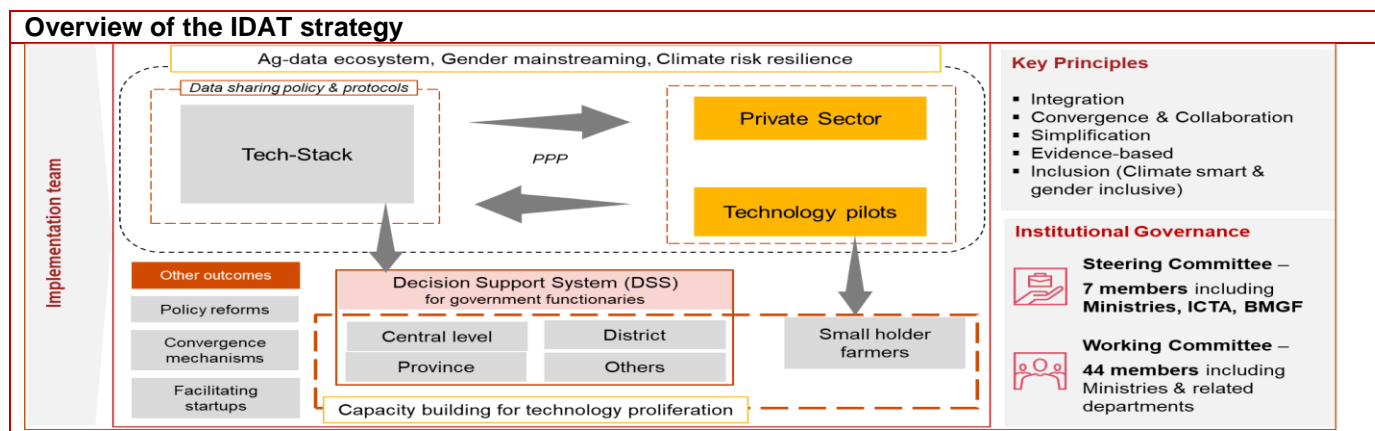 Overview of the IDAT strategy
Implementation team
Ag-data ecosystem, Gender mainstreaming, Climate risk resilience
Data sharing policy & protocols
Tech-Stack
PPP
Private Sector
Technology pilots
Other outcomes
Policy reforms
Convergence
mechanisms
Facilitating
startups
Decision Support System (DSS)
for government functionaries
Central level
District
Province
Others
Small holder
farmers
Capacity building for technology proliferation
Key Principles
▪ Integration
▪ Convergence & Collaboration
▪ Simplification
▪ Evidence-based
▪ Inclusion (Climate smart &
gender inclusive)
Institutional Governance
Steering Committee –
7 members including
Ministries, ICTA, BMGF
Working Committee –
44 members including
Ministries & related
departments